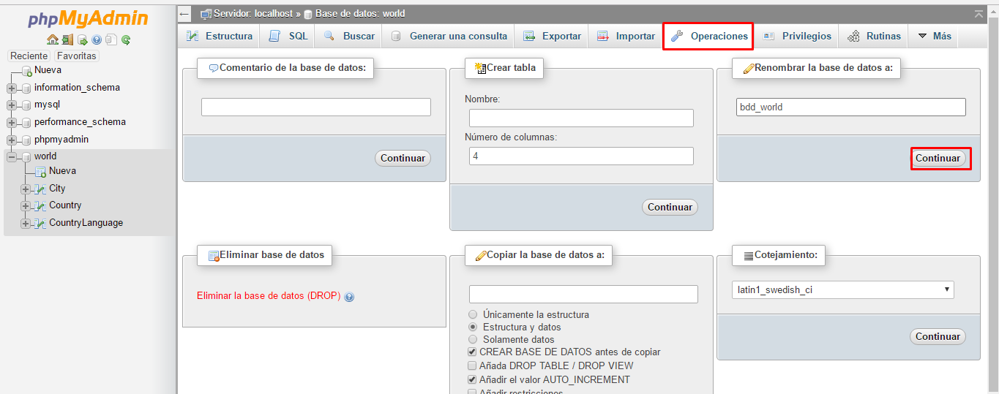 phpMyAdmin
Reciente Favoritas
Nueva
information_schema
mysql
performance_schema
phpmyadmin
world
Nueva
City
Country
CountryLanguage
Servidor: localhost » Base de datos: world
Estructura SQL Buscar Generar una consulta Exportar Importar Operaciones Privilegios Rutinas Más
Comentario de la base de datos:
Continuar
Crear tabla
Nombre:
Número de columnas:
4
Continuar
Renombrar la base de datos a:
bdd_world
Continuar
Eliminar base de datos
Eliminar la base de datos (DROP)
Copiar la base de datos a:
Únicamente la estructura
Estructura y datos
Solamente datos
CREAR BASE DE DATOS antes de copiar
Añada DROP TABLE / DROP VIEW
Añadir el valor AUTO_INCREMENT
Añadir restricciones
Cotejamiento:
latin1_swedish_ci
Continuar